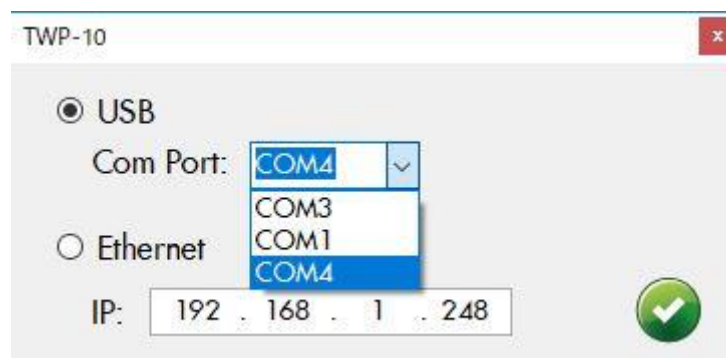 TWP-10
x
USB
Com Port: COM4
COM3
COM1
Ethernet
COM4
IP: 192 . 168 . 1 . 248